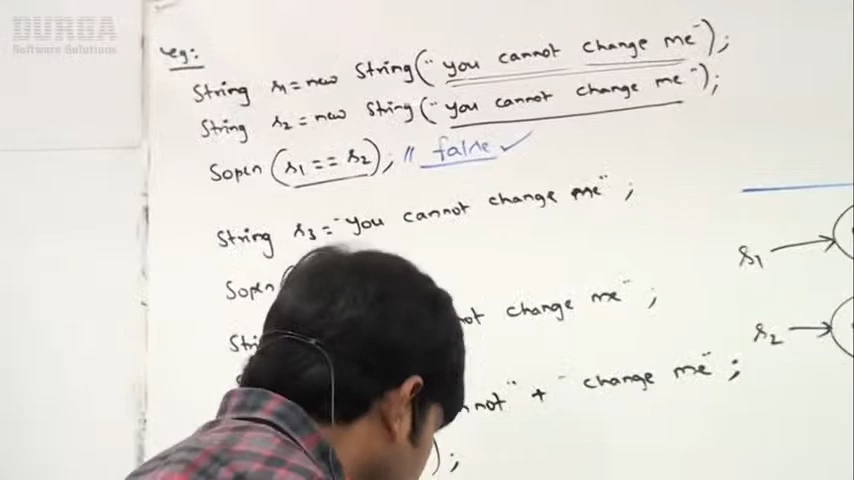 DURGA
Software Solutions
eg:
String s1 = new String("you cannot change me");
String s2 = new String("you cannot change me");
Sopln (s1 == s2); // false ✓
String s3 = "you cannot change me";
Sopln
not change me";
nnot" + " change me";
);
s1 →
s2 →